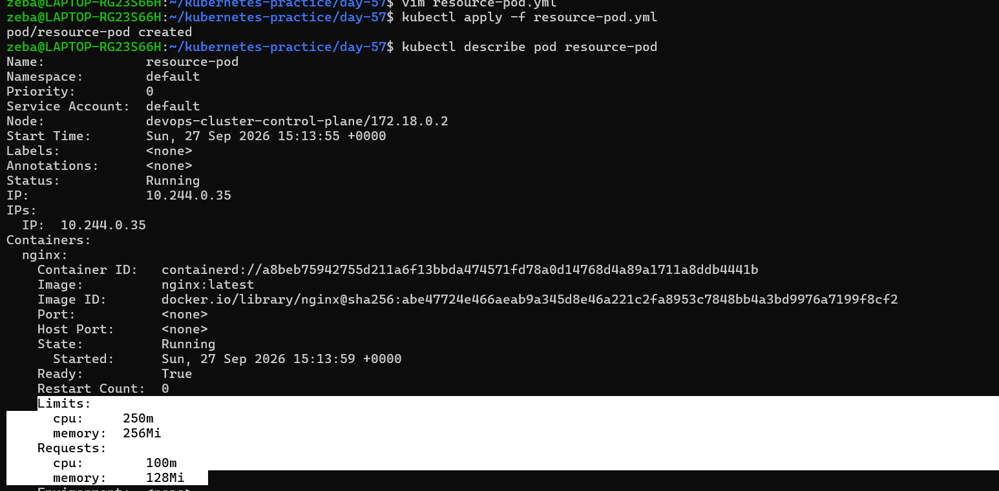 zeba@LAPTOP-RG23S66H:~/kubernetes-practice/day-57$ vim resource-pod.yml
zeba@LAPTOP-RG23S66H:~/kubernetes-practice/day-57$ kubectl apply -f resource-pod.yml
pod/resource-pod created
zeba@LAPTOP-RG23S66H:~/kubernetes-practice/day-57$ kubectl describe pod resource-pod
Name:             resource-pod
Namespace:        default
Priority:         0
Service Account:  default
Node:             devops-cluster-control-plane/172.18.0.2
Start Time:       Sun, 27 Sep 2026 15:13:55 +0000
Labels:           <none>
Annotations:      <none>
Status:           Running
IP:               10.244.0.35
IPs:
  IP:  10.244.0.35
Containers:
  nginx:
    Container ID:   containerd://a8beb75942755d211a6f13bbda474571fd78a0d14768d4a89a1711a8ddb4441b
    Image:          nginx:latest
    Image ID:       docker.io/library/nginx@sha256:abe47724e466aeab9a345d8e46a221c2fa8953c7848bb4a3bd9976a7199f8cf2
    Port:           <none>
    Host Port:      <none>
    State:          Running
      Started:      Sun, 27 Sep 2026 15:13:59 +0000
    Ready:          True
    Restart Count:  0
    Limits:
      cpu:     250m
      memory:  256Mi
    Requests:
      cpu:        100m
      memory:     128Mi
    Environment:  <none>